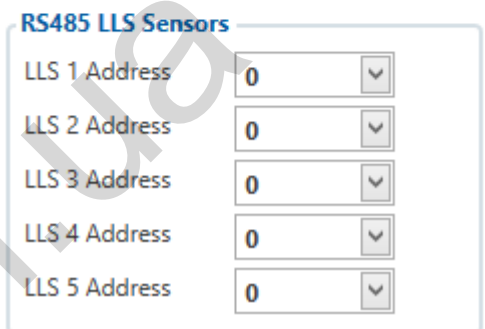 RS485 LLS Sensors
LLS 1 Address 0
LLS 2 Address 0
LLS 3 Address 0
LLS 4 Address 0
LLS 5 Address 0
.ua